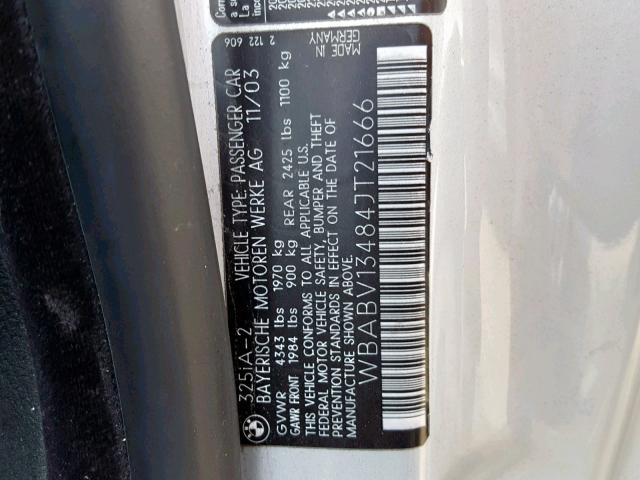 325iA-2 VEHICLE TYPE: PASSENGER CAR 2 122 606
BAYERISCHE MOTOREN WERKE AG 11/03
GVWR 4343 lbs 1970 kg
GAWR FRONT 1984 lbs 900 kg REAR 2425 lbs 1100 kg
THIS VEHICLE CONFORMS TO ALL APPLICABLE U.S.
FEDERAL MOTOR VEHICLE SAFETY, BUMPER AND THEFT
PREVENTION STANDARDS IN EFFECT ON THE DATE OF
MANUFACTURE SHOWN ABOVE.
MADE IN
GERMANY
WBABV13484JT21666